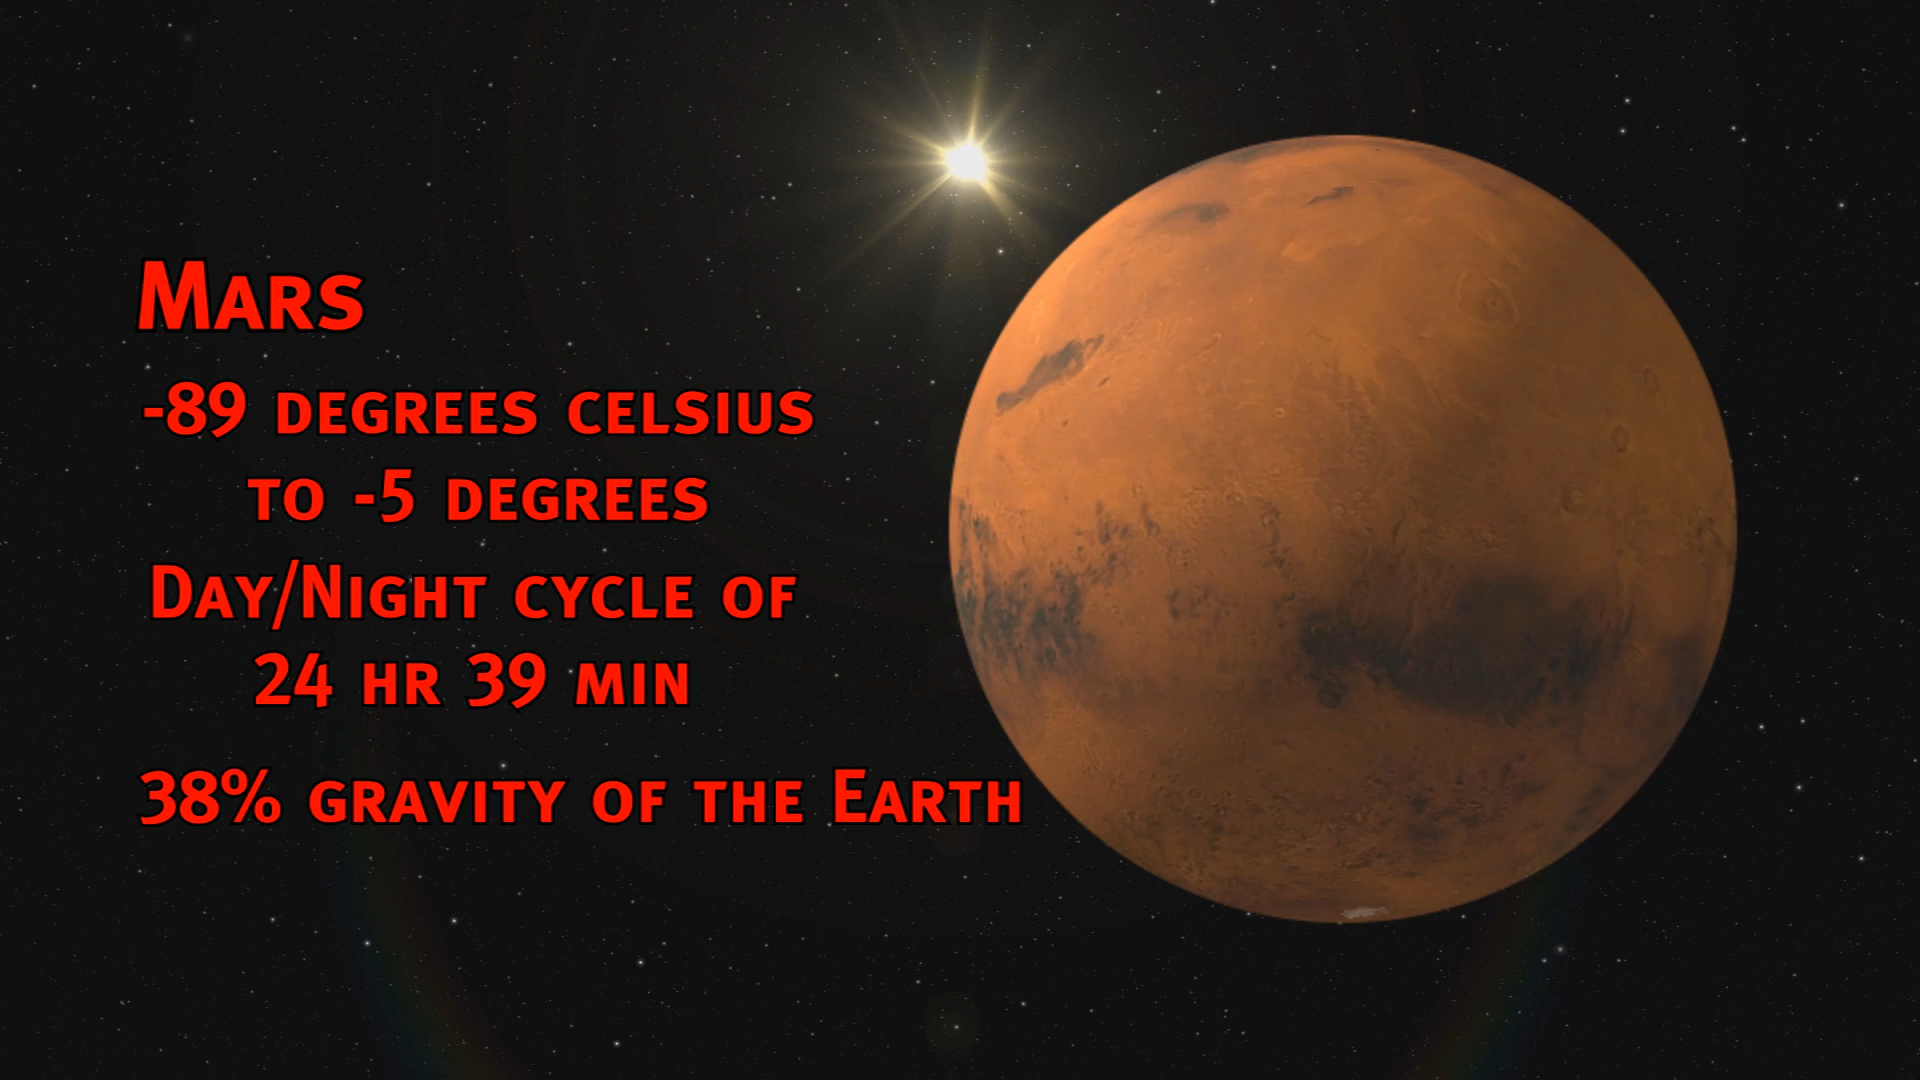 Mars
-89 degrees celsius
to -5 degrees
Day/Night cycle of
24 hr 39 min
38% gravity of the Earth